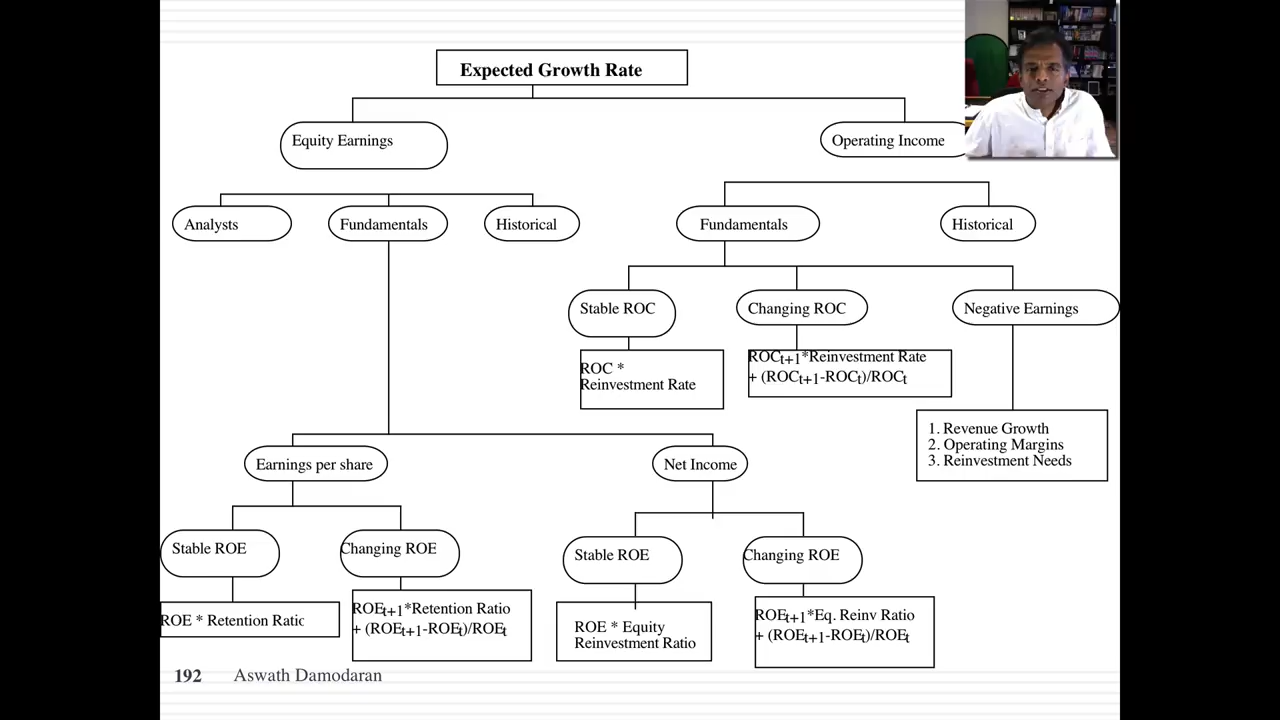 Expected Growth Rate
Equity Earnings
Operating Income
Analysts
Fundamentals
Historical
Fundamentals
Historical
Stable ROC
Changing ROC
Negative Earnings
ROC *
Reinvestment Rate
ROCt+1*Reinvestment Rate
+ (ROCt+1-ROCt)/ROCt
1. Revenue Growth
2. Operating Margins
3. Reinvestment Needs
Earnings per share
Net Income
Stable ROE
Changing ROE
Stable ROE
Changing ROE
ROE * Retention Ratio
ROEt+1*Retention Ratio
+ (ROEt+1-ROEt)/ROEt
ROE * Equity
Reinvestment Ratio
ROEt+1*Eq. Reinv Ratio
+ (ROEt+1-ROEt)/ROEt
192 Aswath Damodaran